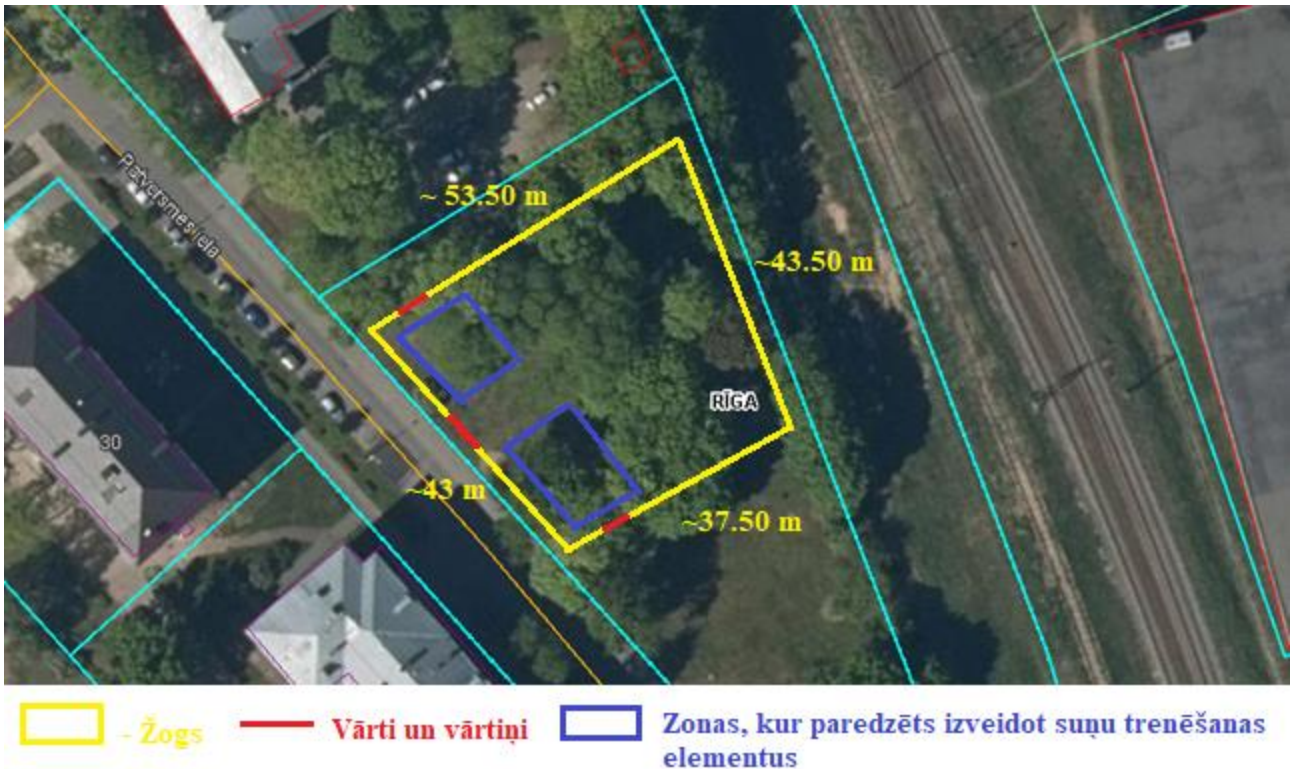 Patversmes iela
~ 53.50 m
~43.50 m
RĪGA
30
~43 m
~37.50 m
- Žogs
Vārti un vārtiņi
Zonas, kur paredzēts izveidot suņu trenēšanas
elementus